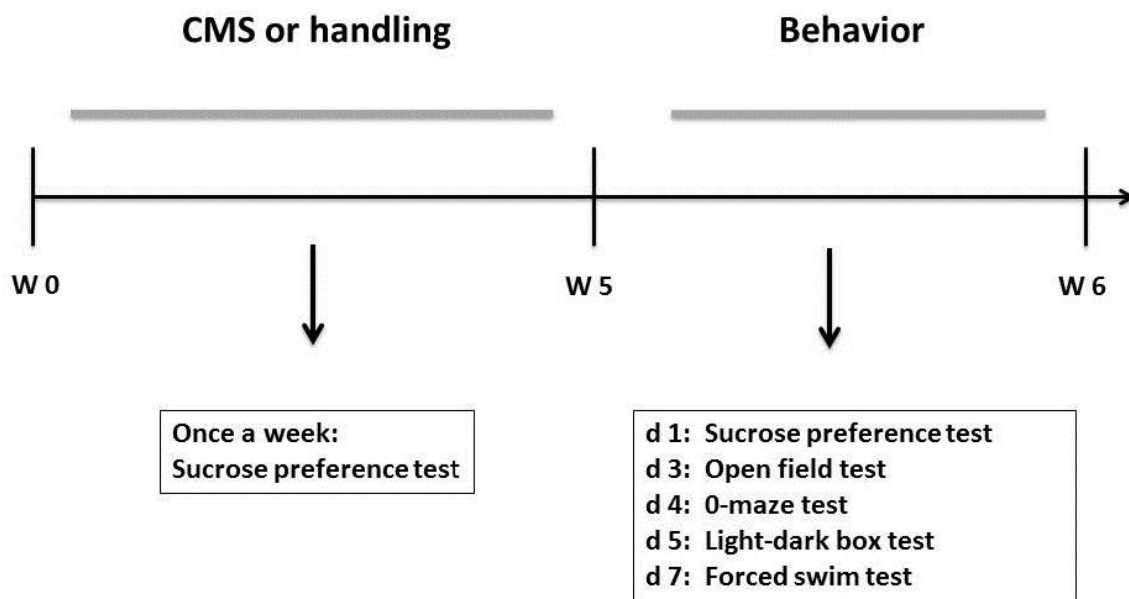 CMS or handling
Behavior
W 0
W 5
W 6
Once a week:
Sucrose preference test
d 1: Sucrose preference test
d 3: Open field test
d 4: 0-maze test
d 5: Light-dark box test
d 7: Forced swim test